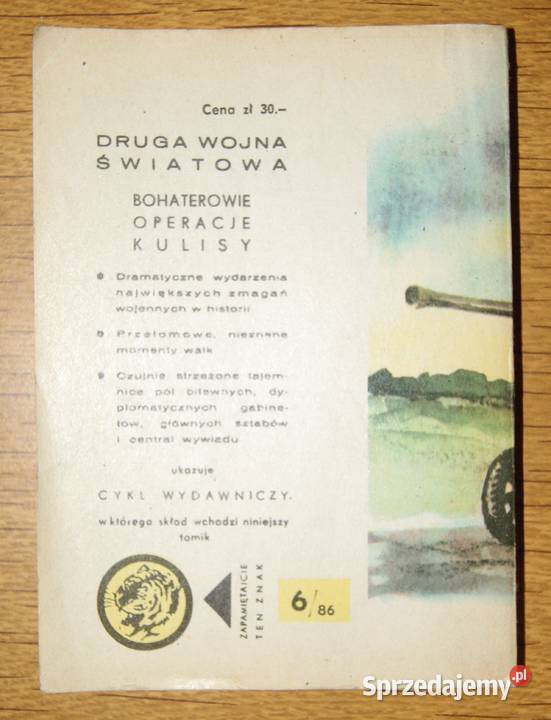 Cena zł 30.–
DRUGA WOJNA
ŚWIATOWA
BOHATEROWIE
OPERACJE
KULISY
Dramatyczne wydarzenia
największych zmagań
wojennych w historii
Przełomowe, nieznane
momenty walk
Czujnie strzeżone tajem-
nice pól bitewnych, dy-
plomatycznych gabine-
tów, głównych sztabów
i central wywiadu
ukazuje
CYKL WYDAWNICZY,
w którego skład wchodzi niniejszy
tomik
ZAPAMIĘTAJCIE
TEN ZNAK
6/86
Sprzedajemy.pl